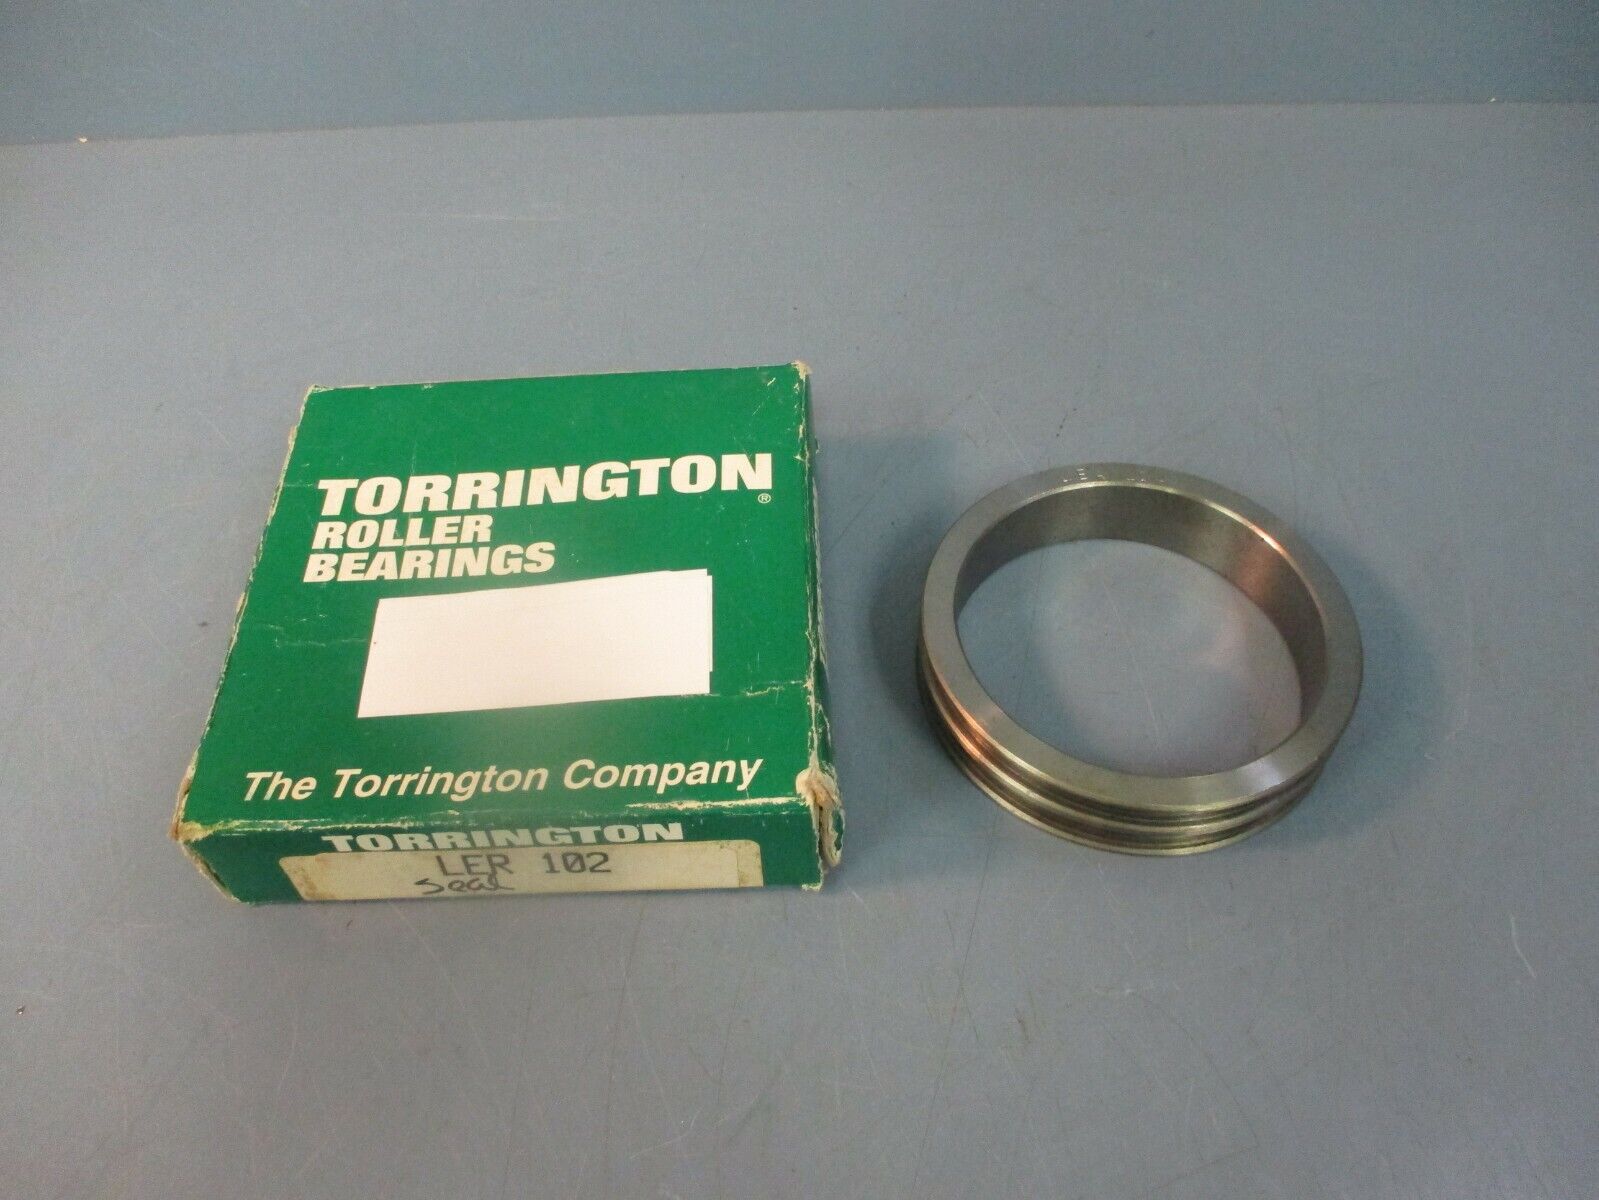 TORRINGTON®
ROLLER
BEARINGS
The Torrington Company
TORRINGTON
LER 102
Seal